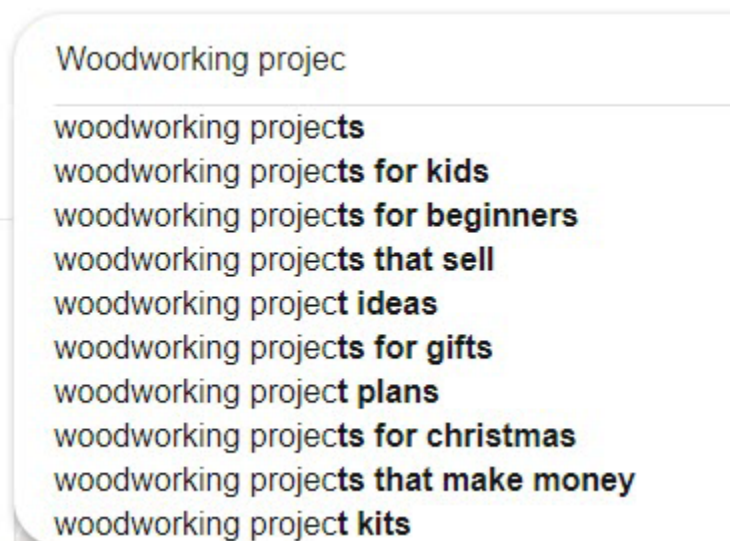 Woodworking projec
woodworking projects
woodworking projects for kids
woodworking projects for beginners
woodworking projects that sell
woodworking project ideas
woodworking projects for gifts
woodworking project plans
woodworking projects for christmas
woodworking projects that make money
woodworking project kits